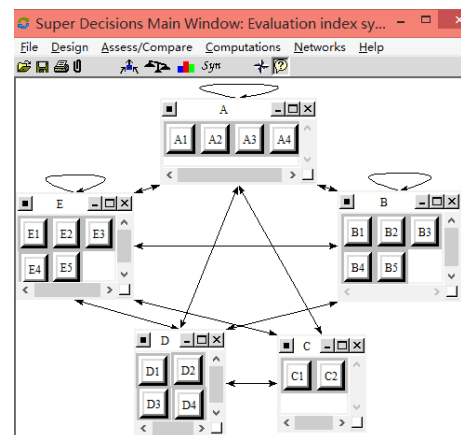 Super Decisions Main Window: Evaluation index sy...
File Design Assess/Compare Computations Networks Help
Syn
A
A1 A2 A3 A4
E
E1 E2 E3
E4 E5
B
B1 B2 B3
B4 B5
D
D1 D2
D3 D4
C
C1 C2